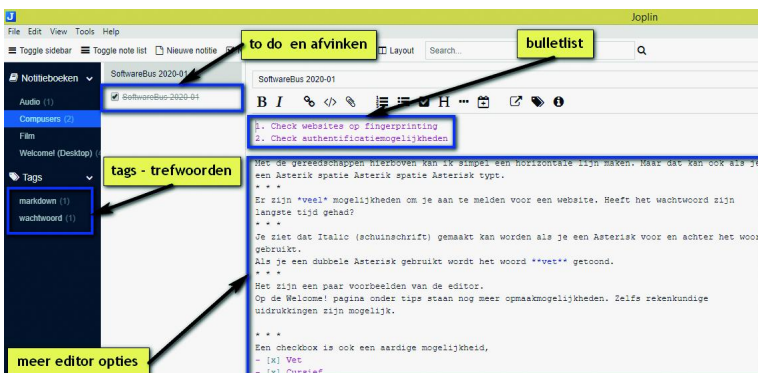 J
Joplin
File Edit View Tools Help
Toggle sidebar Toggle note list Nieuwe notitie Layout Search...
to do en afvinken
bulletlist
Notitieboeken
SoftwareBus 2020-01
SoftwareBus 2020-01
SoftwareBus 2020-01
Audio (1)
Compusers (2)
Film
Welcome! (Desktop)
B I H
1. Check websites op fingerprinting
2. Check authentificatiemogelijkheden
Met de gereedschappen hierboven kan ik simpel een horizontale lijn maken. Maar dat kan ook als je
een Asterik spatie Asterik spatie Asterisk typt.
* * *
tags - trefwoorden
Tags
markdown (1)
wachtwoord (1)
Er zijn *veel* mogelijkheden om je aan te melden voor een website. Heeft het wachtwoord zijn
langste tijd gehad?
* * *
Je ziet dat Italic (schuinschrift) gemaakt kan worden als je een Asterisk voor en achter het woor
gebruikt.
Als je een dubbele Asterisk gebruikt wordt het woord **vet** getoond.
* * *
Het zijn een paar voorbeelden van de editor.
Op de Welcome! pagina onder tips staan nog meer opmaakmogelijkheden. Zelfs rekenkundige
uidrukkingen zijn mogelijk.
* * *
Een checkbox is ook een aardige mogelijkheid,
- [x] Vet
- [x] Cursief
meer editor opties